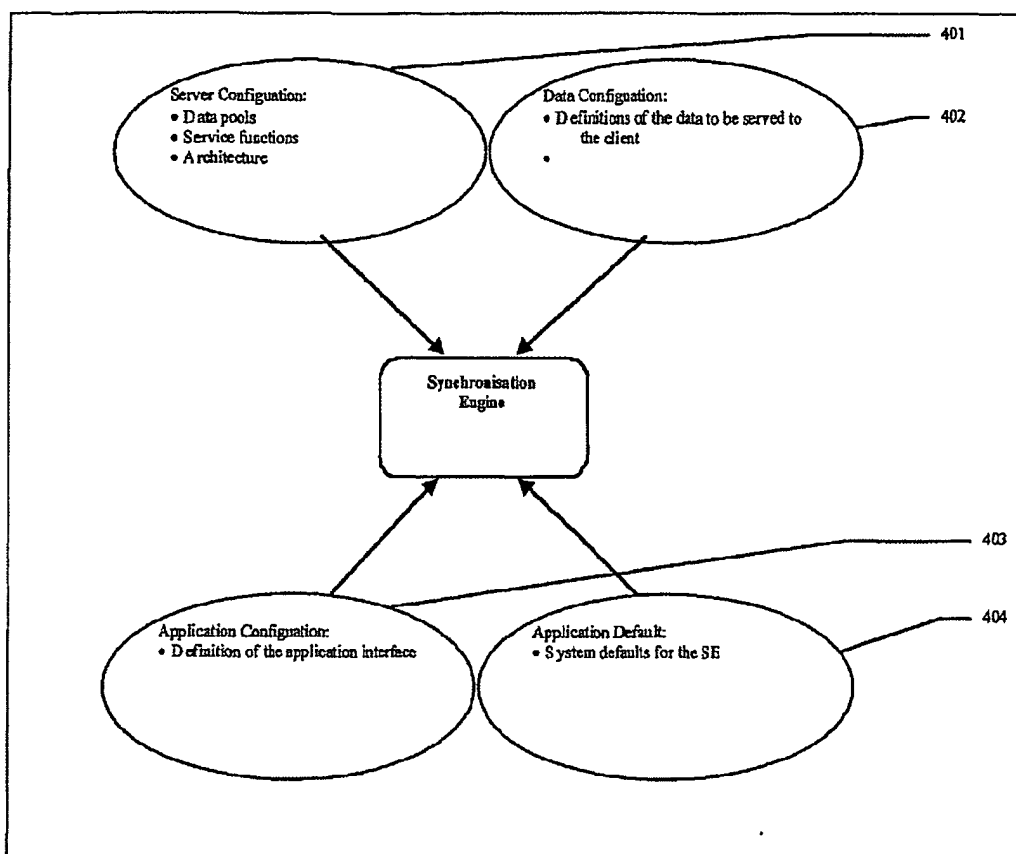 401
Server Configuation:
• Data pools
• Service functions
• Architecture
Data Configuation:
• Definitions of the data to be served to
the client
•
402
Synchronisation
Engine
403
Application Configuation:
• Definition of the application interface
Application Default:
• System defaults for the SE
404